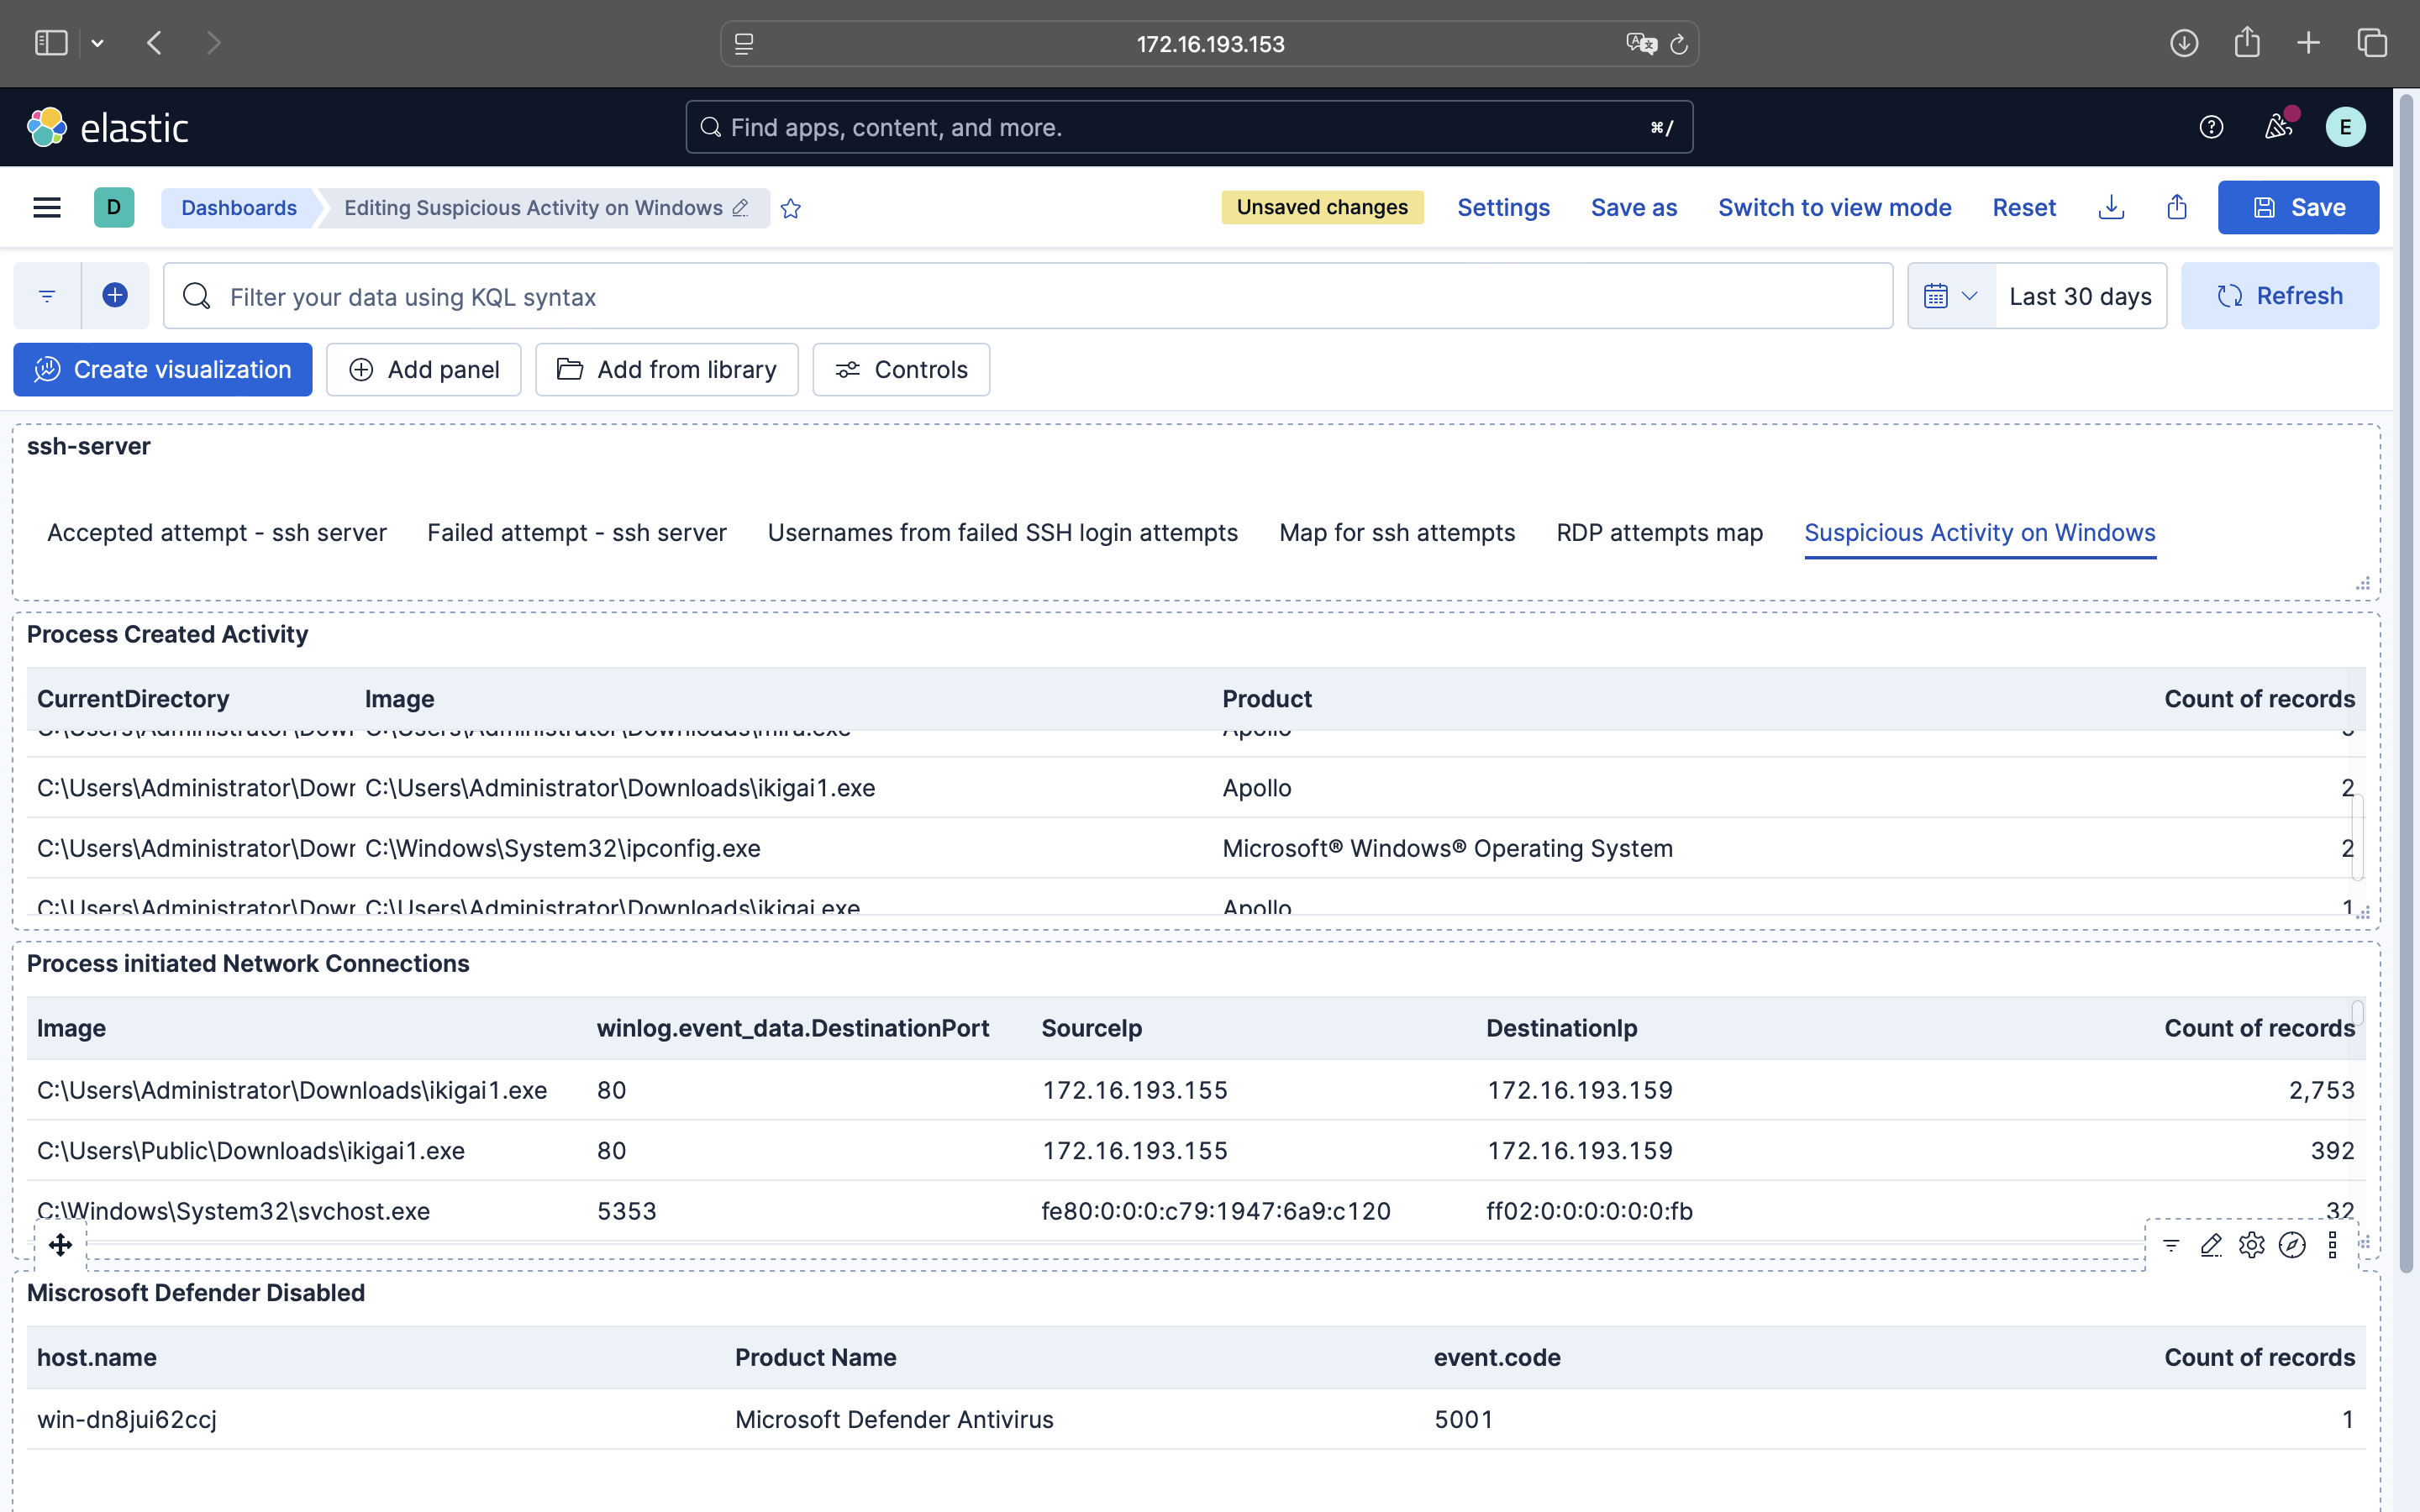 172.16.193.153
elastic
Find apps, content, and more.
⌘/
E
D
Dashboards
Editing Suspicious Activity on Windows
Unsaved changes
Settings
Save as
Switch to view mode
Reset
Save
Filter your data using KQL syntax
Last 30 days
Refresh
Create visualization
Add panel
Add from library
Controls
ssh-server
Accepted attempt - ssh server Failed attempt - ssh server Usernames from failed SSH login attempts Map for ssh attempts RDP attempts map Suspicious Activity on Windows
Process Created Activity
CurrentDirectory Image Product Count of records
C:\Users\Administrator\Dowr C:\Users\Administrator\Downloads\mira.exe Apollo
C:\Users\Administrator\Dowr C:\Users\Administrator\Downloads\ikigai1.exe Apollo 2
C:\Users\Administrator\Dowr C:\Windows\System32\ipconfig.exe Microsoft® Windows® Operating System 2
C:\Users\Administrator\Dowr C:\Users\Administrator\Downloads\ikigai.exe Apollo 1
Process initiated Network Connections
Image winlog.event_data.DestinationPort SourceIp DestinationIp Count of records
C:\Users\Administrator\Downloads\ikigai1.exe 80 172.16.193.155 172.16.193.159 2,753
C:\Users\Public\Downloads\ikigai1.exe 80 172.16.193.155 172.16.193.159 392
C:\Windows\System32\svchost.exe 5353 fe80:0:0:0:c79:1947:6a9:c120 ff02:0:0:0:0:0:0:fb 32
Miscrosoft Defender Disabled
host.name Product Name event.code Count of records
win-dn8jui62ccj Microsoft Defender Antivirus 5001 1